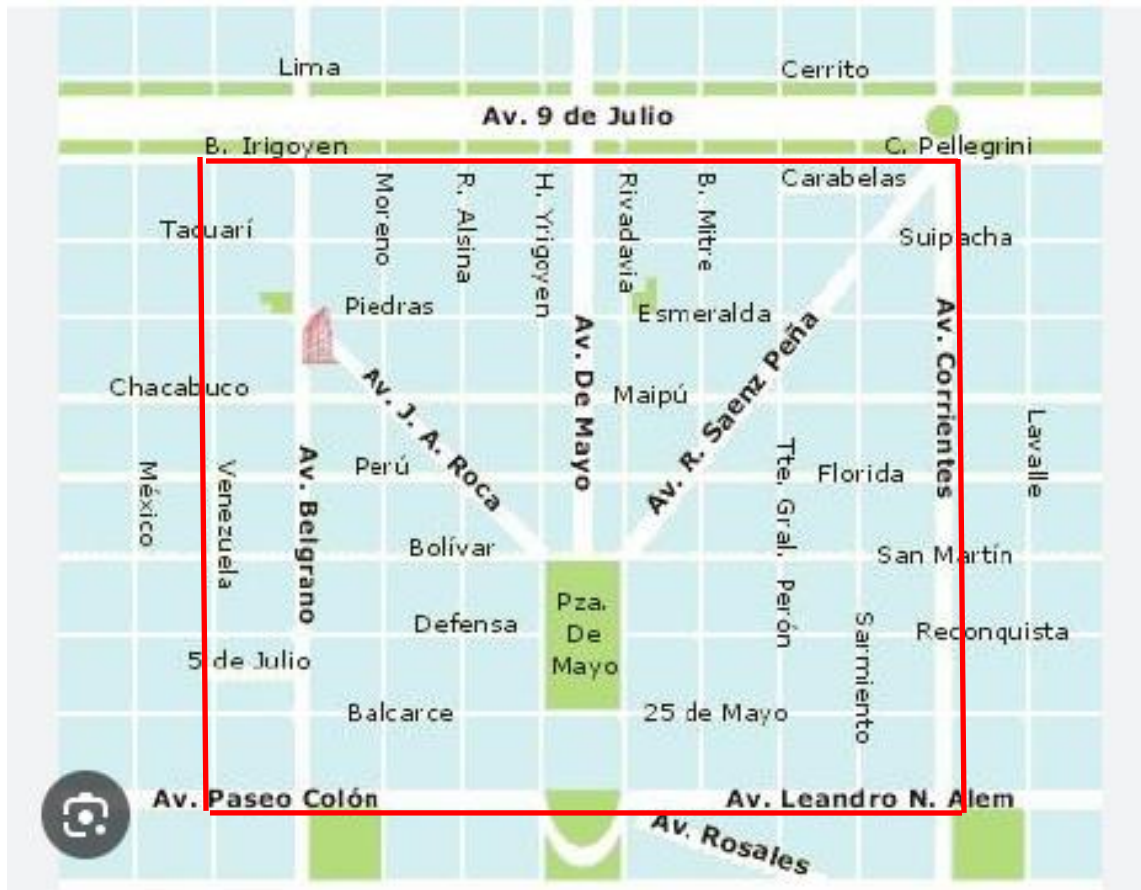 Lima
Cerrito
Av. 9 de Julio
B. Irigoyen
C. Pellegrini
Carabelas
Moreno
R. Alsina
H. Yrigoyen
Rivadavia
B. Mitre
Tacuarí
Suipacha
Piedras
Esmeralda
Av. De Mayo
Av. R. Saenz Peña
Av. Corrientes
Chacabuco
Av. J. A. Roca
Maipú
Lavalle
México
Venezuela
Av. Belgrano
Perú
Tte. Gral. Perón
Florida
Bolívar
San Martín
Pza.
De
Mayo
Defensa
Sarmiento
Reconquista
5 de Julio
Balcarce
25 de Mayo
Av. Paseo Colón
Av. Leandro N. Alem
Av. Rosales